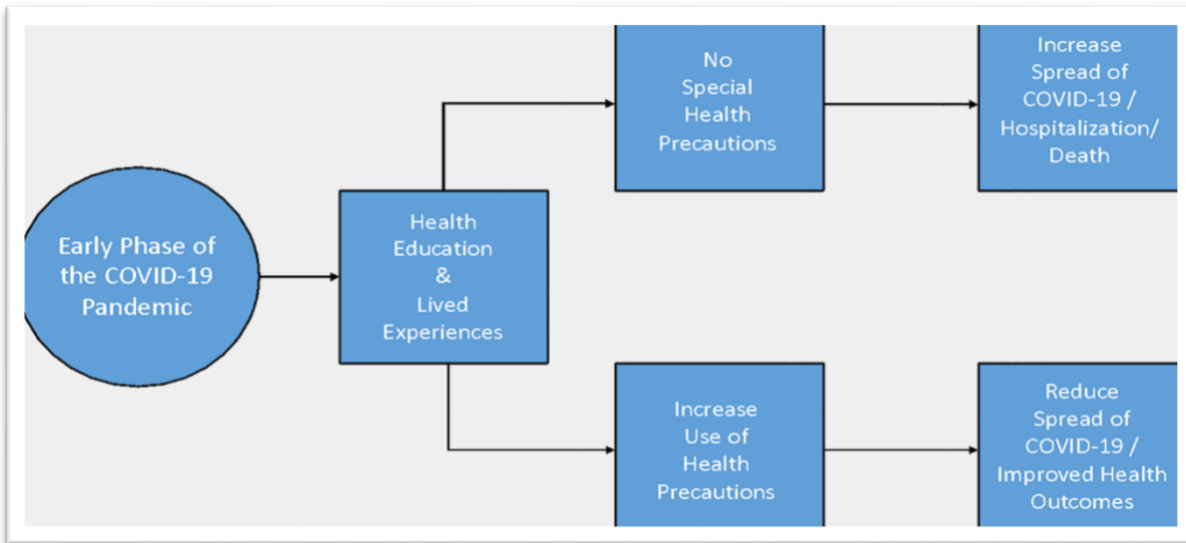 Early Phase of
the COVID-19
Pandemic
Health
Education
&
Lived
Experiences
No
Special
Health
Precautions
Increase
Spread of
COVID-19 /
Hospitalization/
Death
Increase
Use of
Health
Precautions
Reduce
Spread of
COVID-19 /
Improved Health
Outcomes